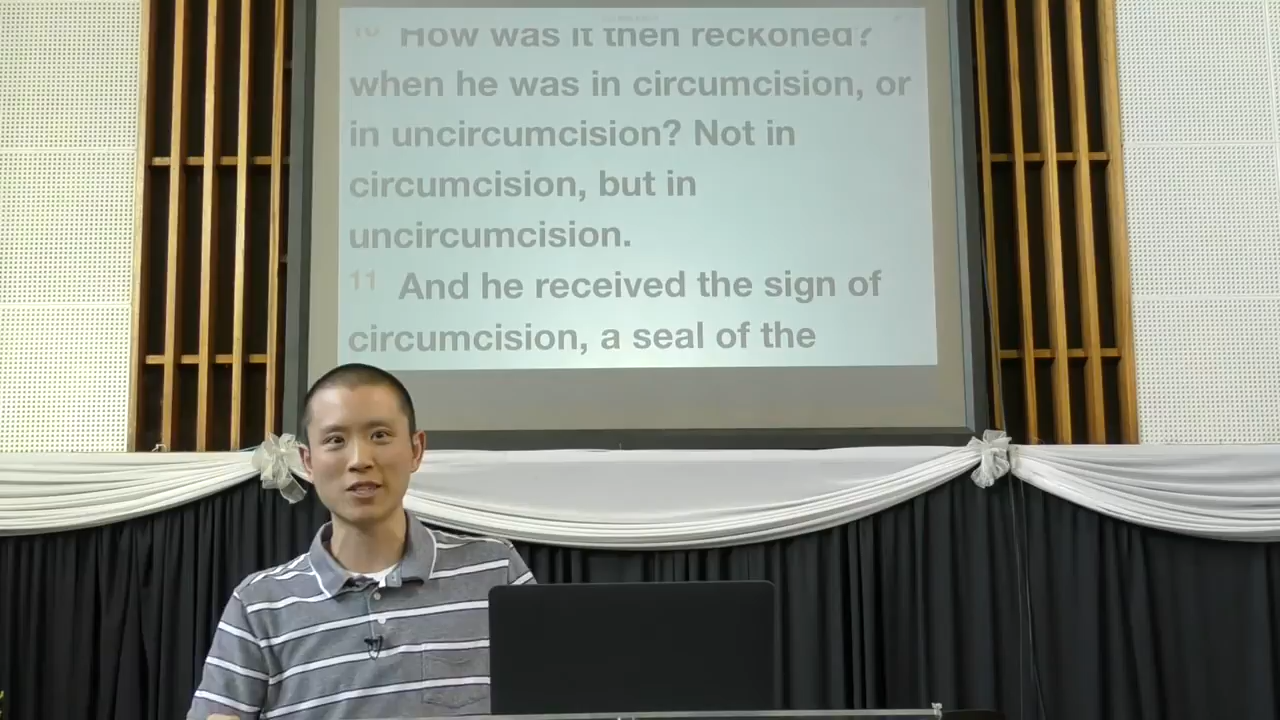 10 How was it then reckoned?
when he was in circumcision, or
in uncircumcision? Not in
circumcision, but in
uncircumcision.
11 And he received the sign of
circumcision, a seal of the